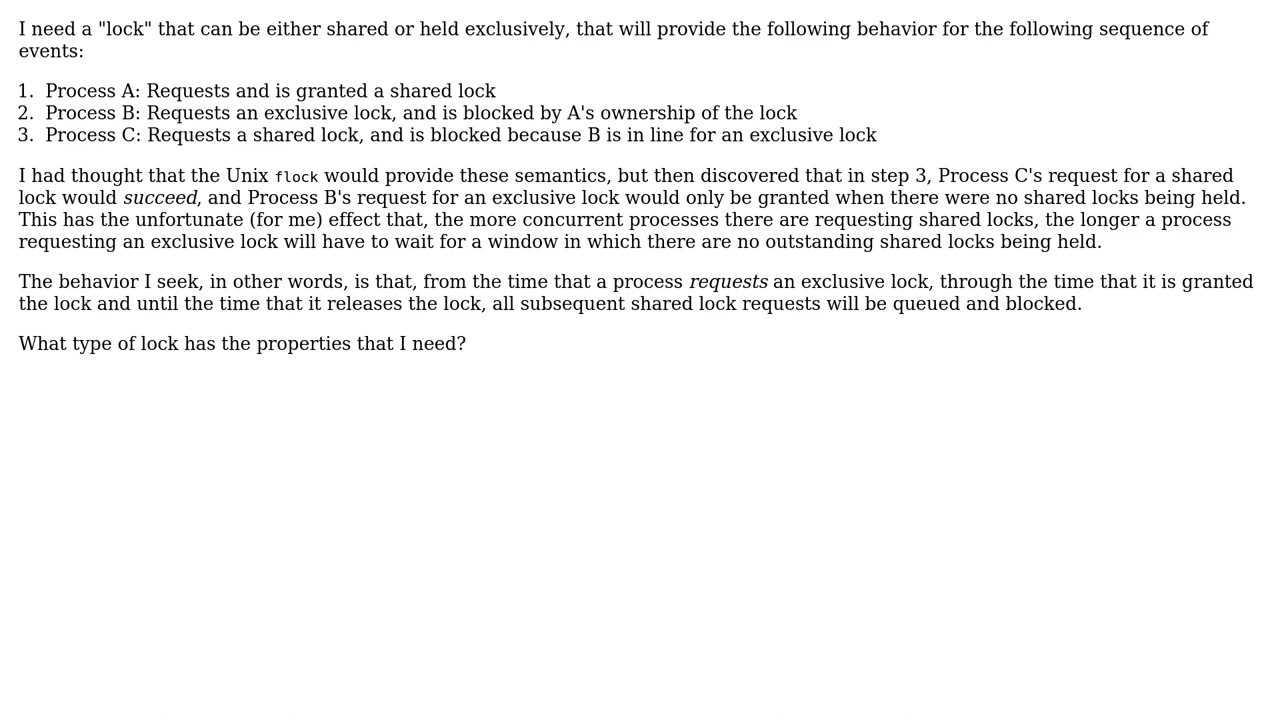 I need a "lock" that can be either shared or held exclusively, that will provide the following behavior for the following sequence of
events:
1. Process A: Requests and is granted a shared lock
2. Process B: Requests an exclusive lock, and is blocked by A's ownership of the lock
3. Process C: Requests a shared lock, and is blocked because B is in line for an exclusive lock
I had thought that the Unix flock would provide these semantics, but then discovered that in step 3, Process C's request for a shared
lock would succeed, and Process B's request for an exclusive lock would only be granted when there were no shared locks being held.
This has the unfortunate (for me) effect that, the more concurrent processes there are requesting shared locks, the longer a process
requesting an exclusive lock will have to wait for a window in which there are no outstanding shared locks being held.
The behavior I seek, in other words, is that, from the time that a process requests an exclusive lock, through the time that it is granted
the lock and until the time that it releases the lock, all subsequent shared lock requests will be queued and blocked.
What type of lock has the properties that I need?